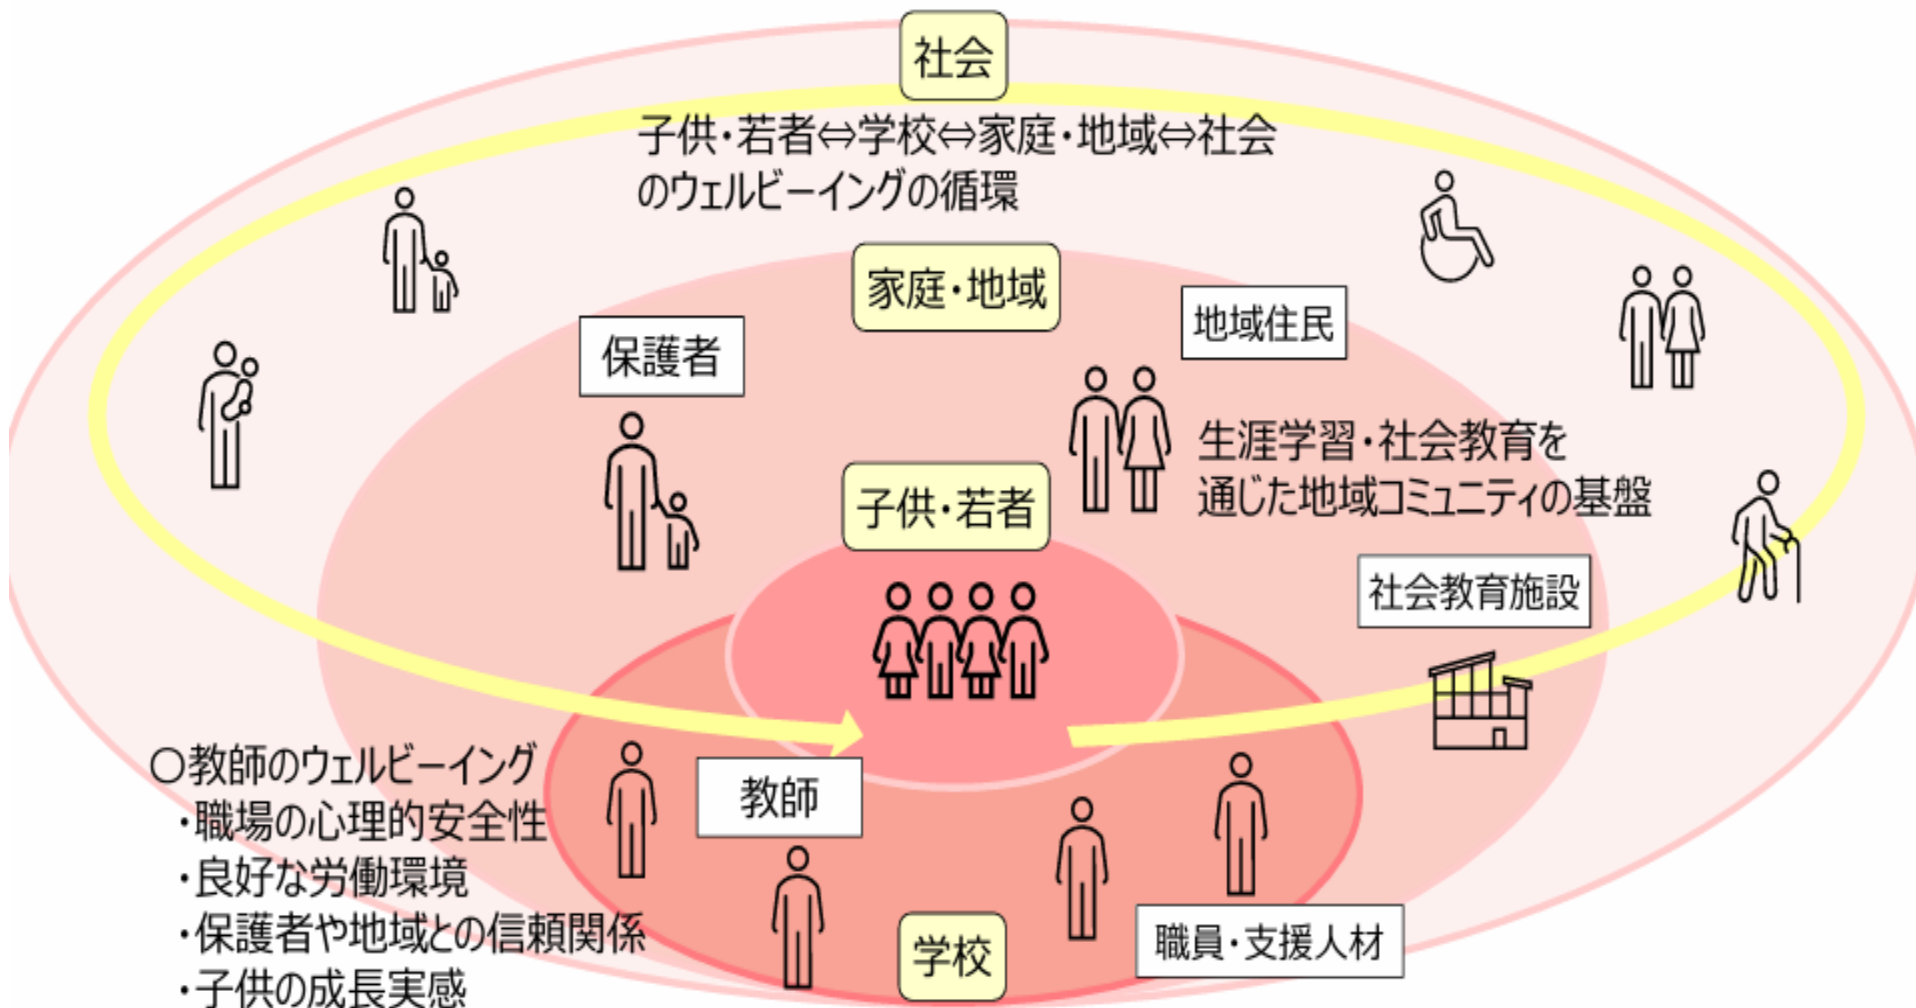 社会
子供・若者⇔学校⇔家庭・地域⇔社会
のウェルビーイングの循環
家庭・地域
地域住民
保護者
生涯学習・社会教育を
通じた地域コミュニティの基盤
子供・若者
社会教育施設
○教師のウェルビーイング
・職場の心理的安全性
・良好な労働環境
・保護者や地域との信頼関係
・子供の成長実感
教師
職員・支援人材
学校